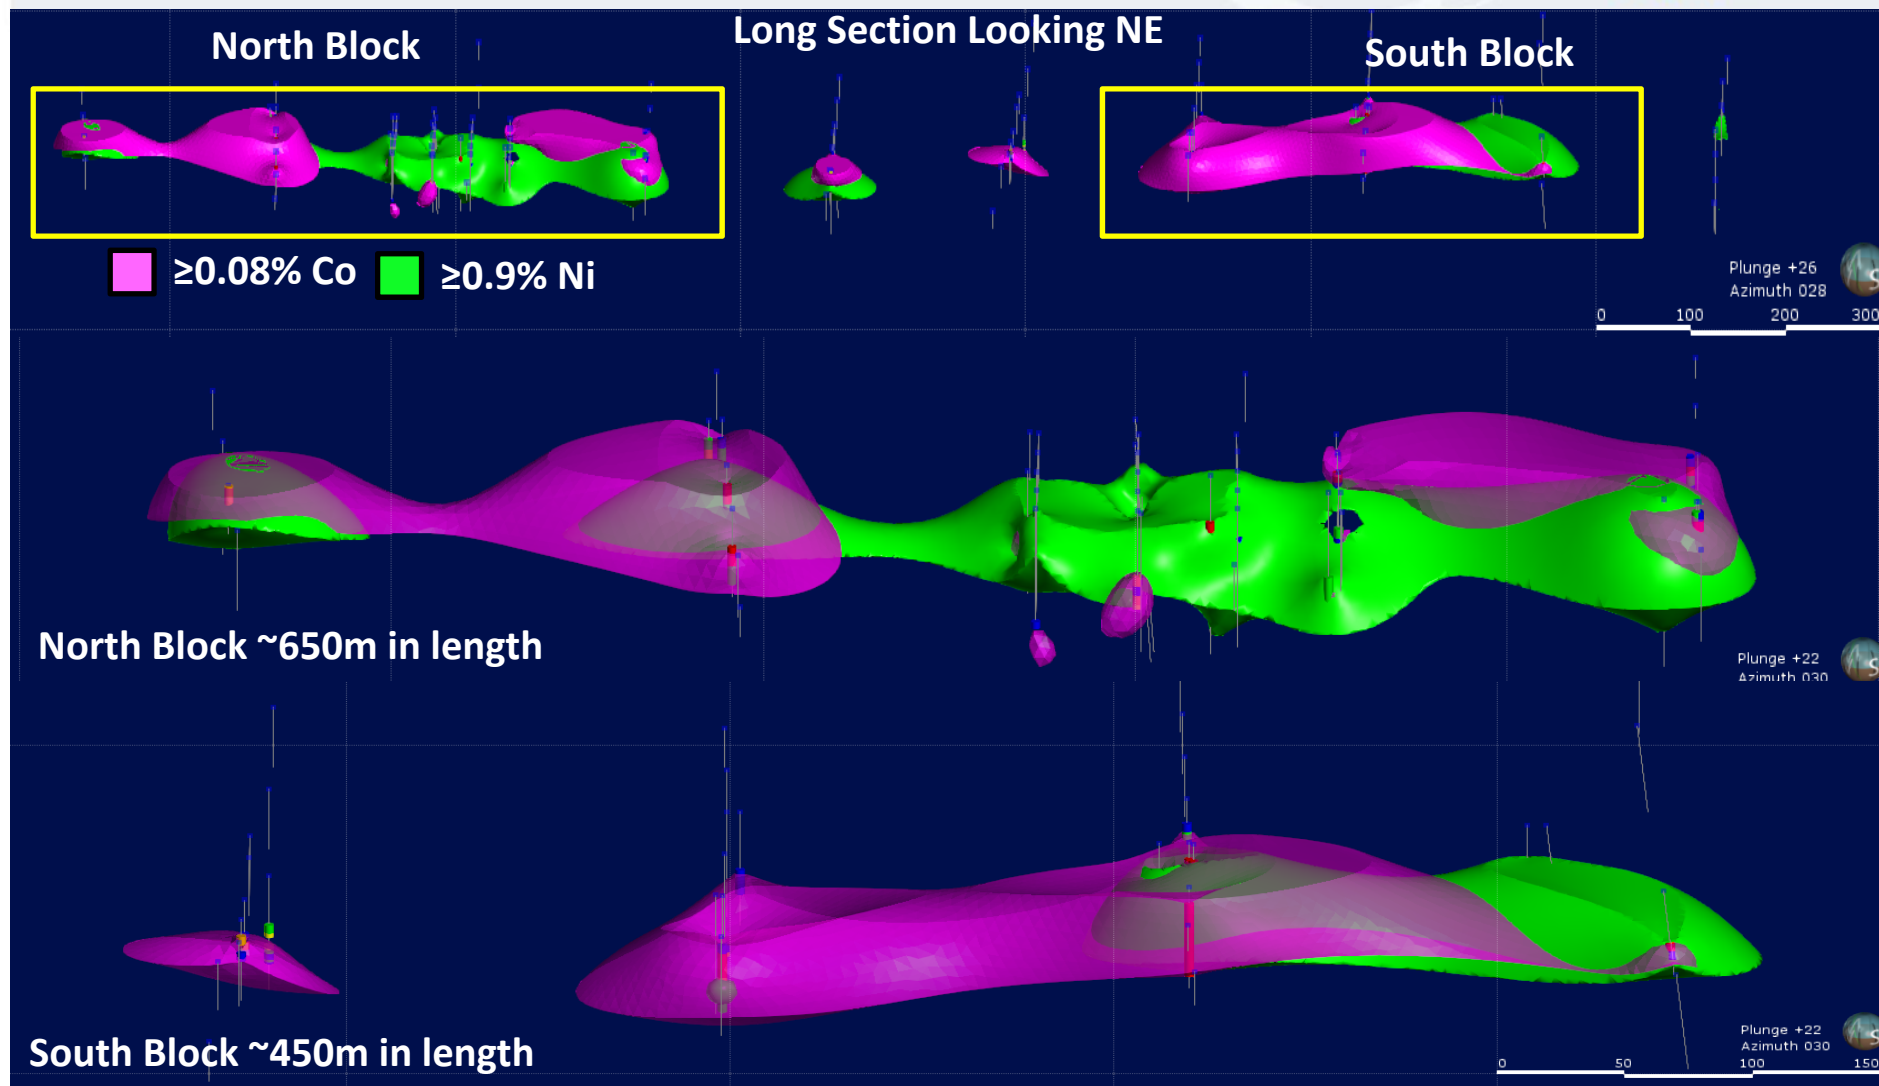 Long Section Looking NE
North Block
South Block
≥0.08% Co
≥0.9% Ni
Plunge +26
Azimuth 028
0 100 200 300
North Block ~650m in length
Plunge +22
Azimuth 030
South Block ~450m in length
Plunge +22
Azimuth 030
0 50 100 150